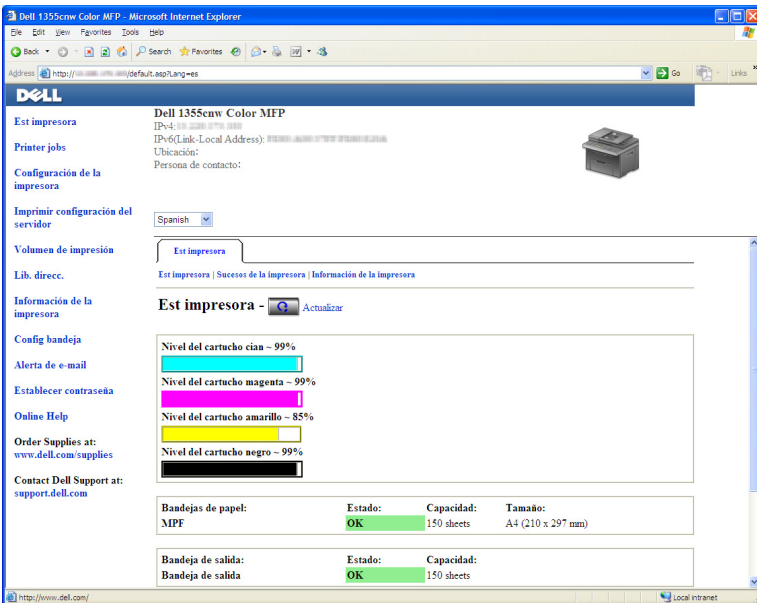 Dell 1355cnw Color MFP - Microsoft Internet Explorer
File Edit View Favorites Tools Help
Back Search Favorites
Address http:// /default.asp?Lang=es Go Links
DELL
Est impresora
Printer jobs
Configuración de la
impresora
Imprimir configuración del
servidor
Volumen de impresión
Lib. direcc.
Información de la
impresora
Config bandeja
Alerta de e-mail
Establecer contraseña
Online Help
Order Supplies at:
www.dell.com/supplies
Contact Dell Support at:
support.dell.com
Dell 1355cnw Color MFP
IPv4:
IPv6(Link-Local Address):
Ubicación:
Persona de contacto:
Spanish
Est impresora
Est impresora | Sucesos de la impresora | Información de la impresora
Est impresora - Actualizar
Nivel del cartucho cian ~ 99%
Nivel del cartucho magenta ~ 99%
Nivel del cartucho amarillo ~ 85%
Nivel del cartucho negro ~ 99%
Bandejas de papel: Estado: Capacidad: Tamaño:
MPF OK 150 sheets A4 (210 x 297 mm)
Bandeja de salida: Estado: Capacidad:
Bandeja de salida OK 150 sheets
http://www.dell.com/ Local intranet